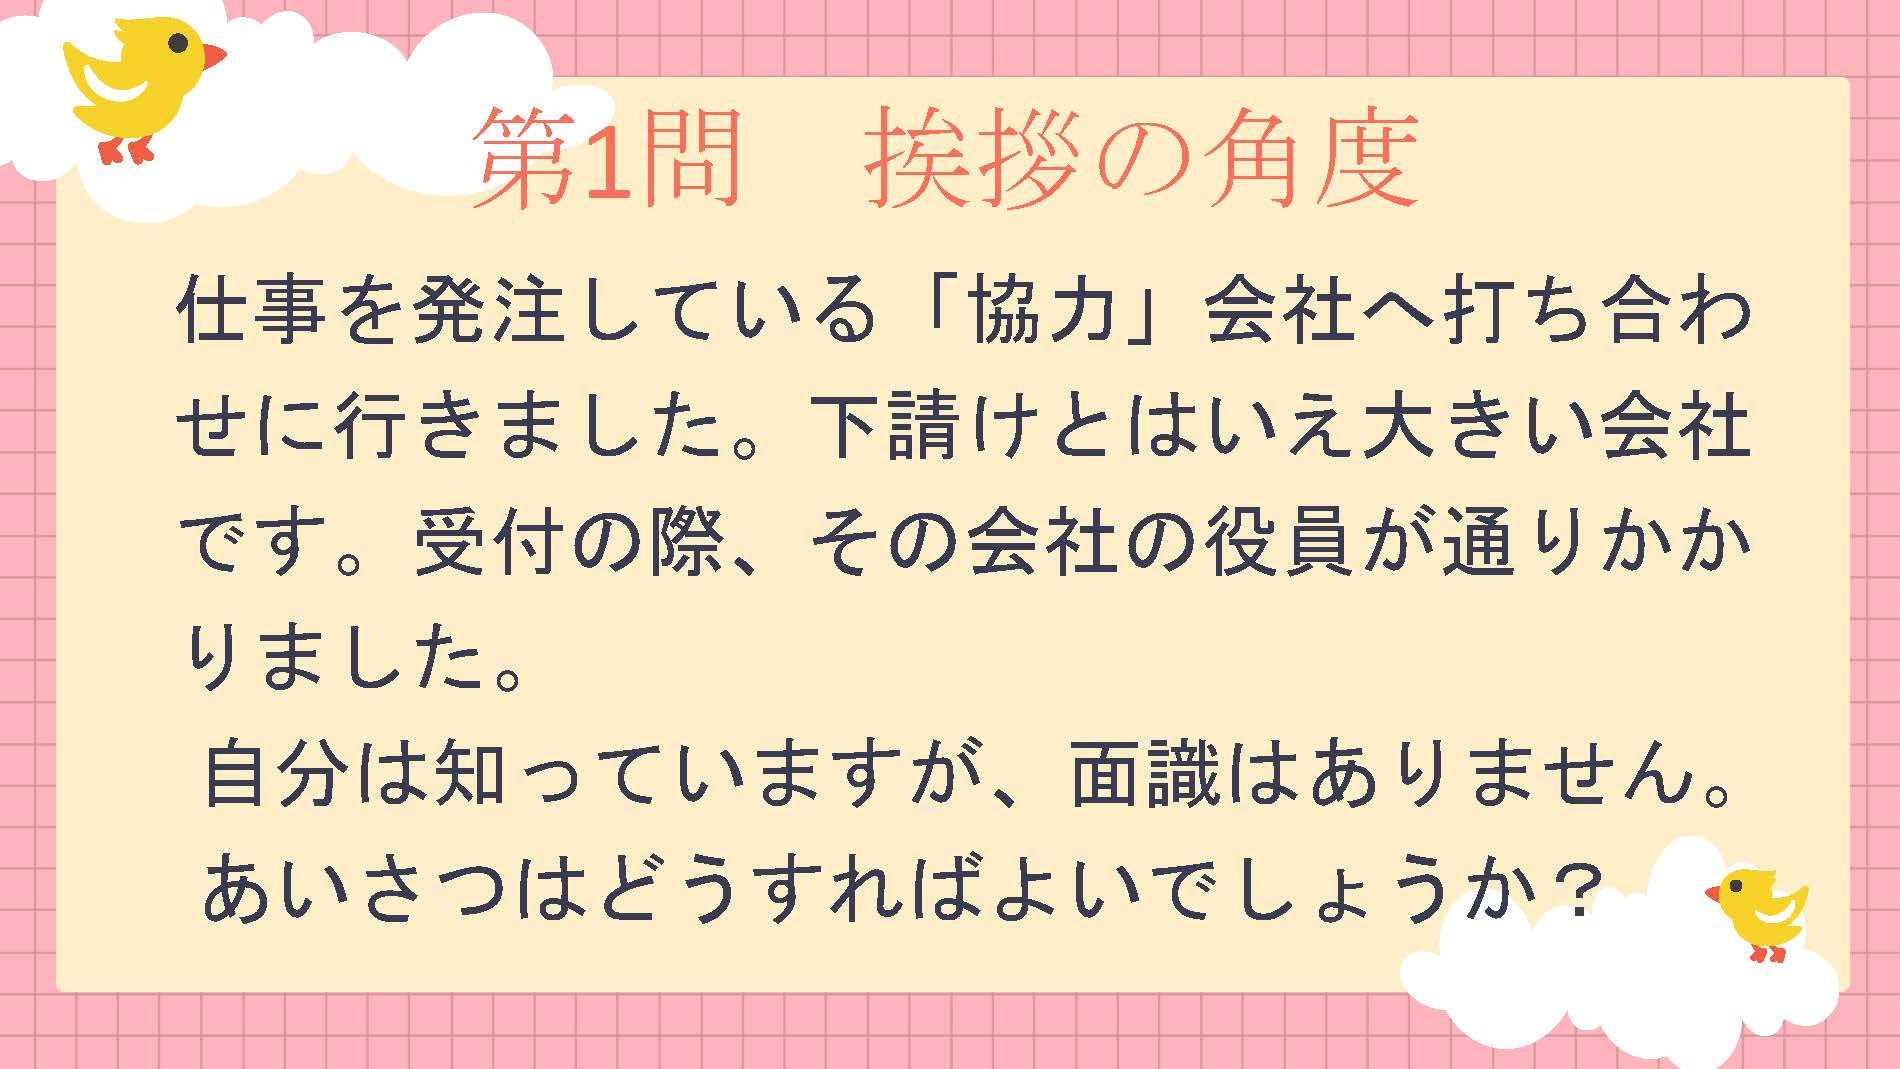 第1問　挨拶の角度
仕事を発注している「協力」会社へ打ち合わ
せに行きました。下請けとはいえ大きい会社
です。受付の際、その会社の役員が通りかか
りました。
自分は知っていますが、面識はありません。
あいさつはどうすればよいでしょうか？